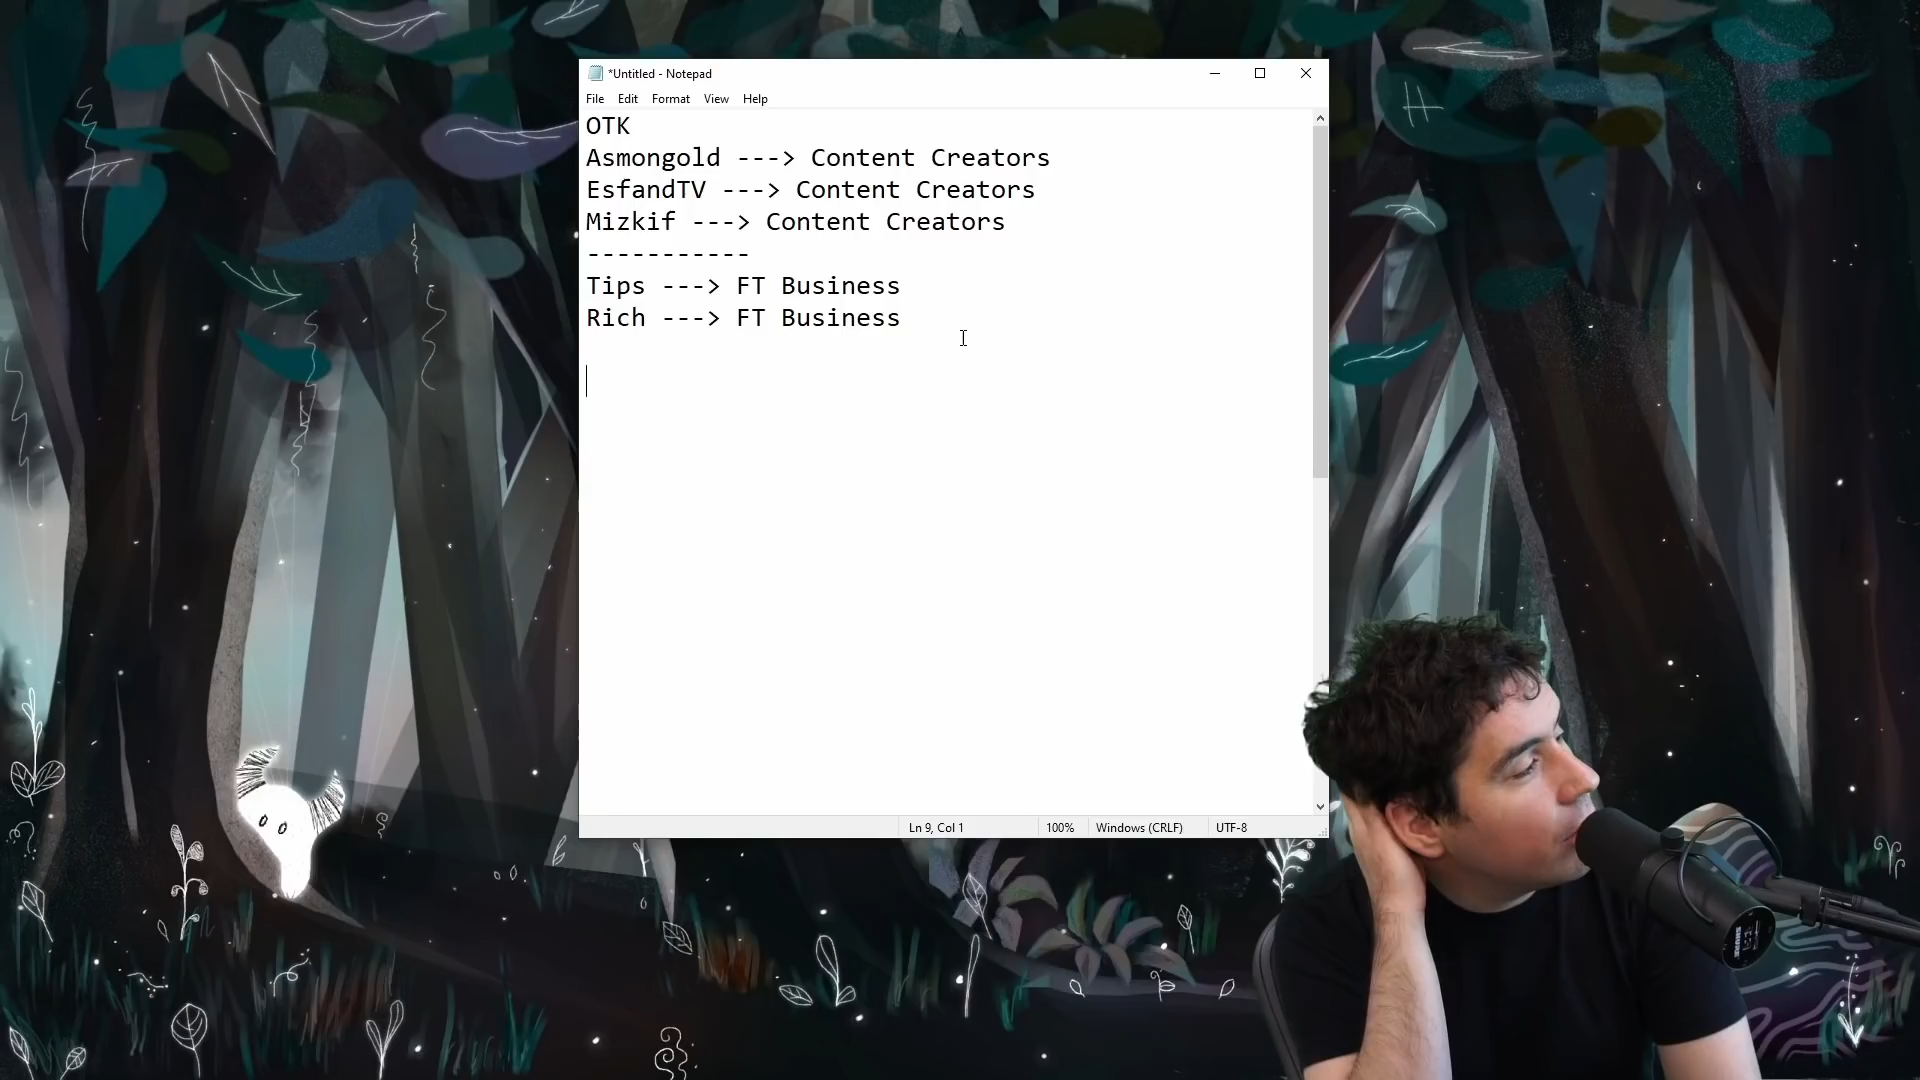 *Untitled - Notepad
File Edit Format View Help
OTK
Asmongold ---> Content Creators
EsfandTV ---> Content Creators
Mizkif ---> Content Creators
-----------
Tips ---> FT Business
Rich ---> FT Business
Ln 9, Col 1 100% Windows (CRLF) UTF-8
SHURE